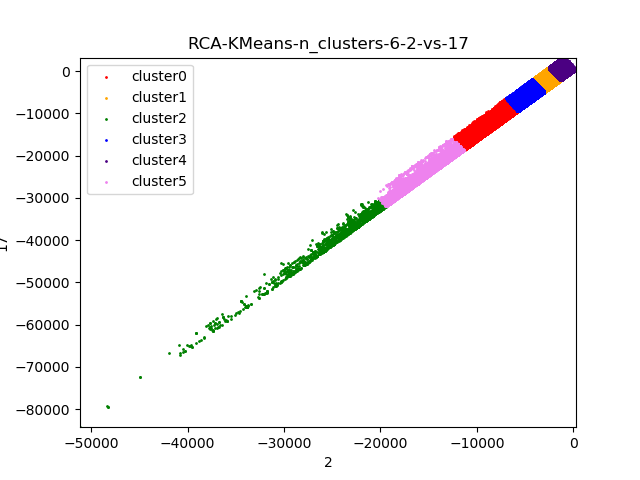 RCA-KMeans-n_clusters-6-2-vs-17
cluster0
cluster1
cluster2
cluster3
cluster4
cluster5
0
−10000
−20000
−30000
−40000
−50000
−60000
−70000
−80000
17
−50000
−40000
−30000
−20000
−10000
0
2